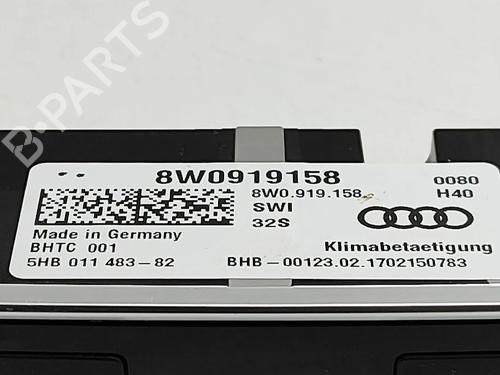 B-PARTS
8W0919158
8W0.919.158
0080
SWI
H40
32S
Made in Germany
BHTC 001
Klimabetaetigung
5HB 011 483-82
BHB-00123.02.1702150783